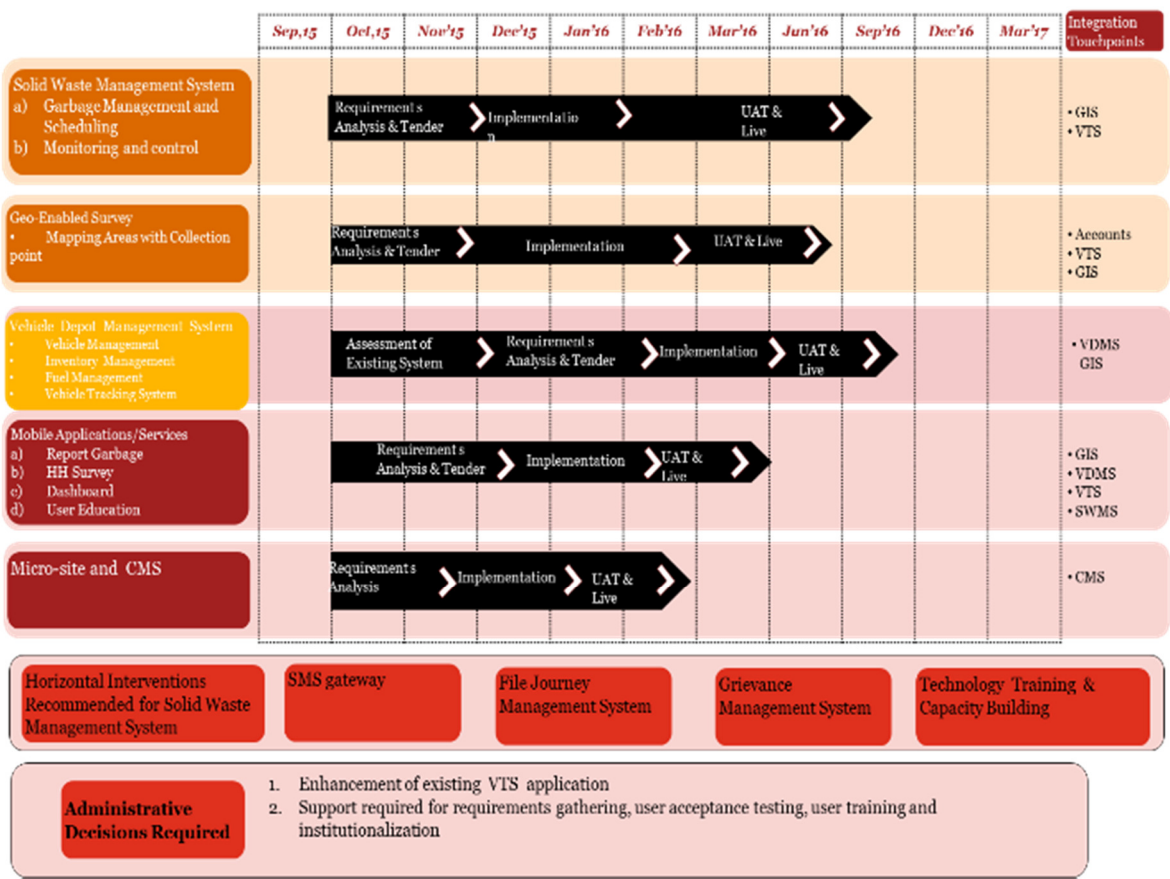 Sep,15 Oct,15 Nov'15 Dec'15 Jan'16 Feb'16 Mar'16 Jun'16 Sep'16 Dec'16 Mar'17
Integration
Touchpoints
Solid Waste Management System
a) Garbage Management and
Scheduling
b) Monitoring and control
Requirements
Analysis & Tender
Implementatio
n
UAT &
Live
• GIS
• VTS
Geo-Enabled Survey
• Mapping Areas with Collection
point
Requirements
Analysis & Tender
Implementation
UAT & Live
• Accounts
• VTS
• GIS
Vehicle Depot Management System
• Vehicle Management
• Inventory Management
• Fuel Management
• Vehicle Tracking System
Assessment of
Existing System
Requirements
Analysis & Tender
Implementation
UAT &
Live
• VDMS
GIS
Mobile Applications/Services
a) Report Garbage
b) HH Survey
c) Dashboard
d) User Education
Requirements
Analysis & Tender
Implementation
UAT &
Live
• GIS
• VDMS
• VTS
• SWMS
Micro-site and CMS
Requirements
Analysis
Implementation
UAT &
Live
• CMS
Horizontal Interventions
Recommended for Solid Waste
Management System
SMS gateway
File Journey
Management System
Grievance
Management System
Technology Training &
Capacity Building
Administrative
Decisions Required
1. Enhancement of existing VTS application
2. Support required for requirements gathering, user acceptance testing, user training and
institutionalization